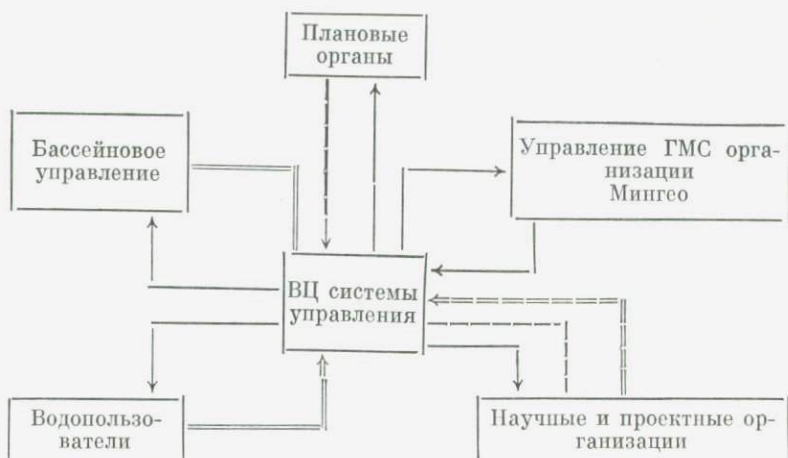 Плановые
органы
Бассейновое
управление
Управление ГМС орга-
низации
Мингео
ВЦ системы
управления
Водопользо-
ватели
Научные и проектные ор-
ганизации